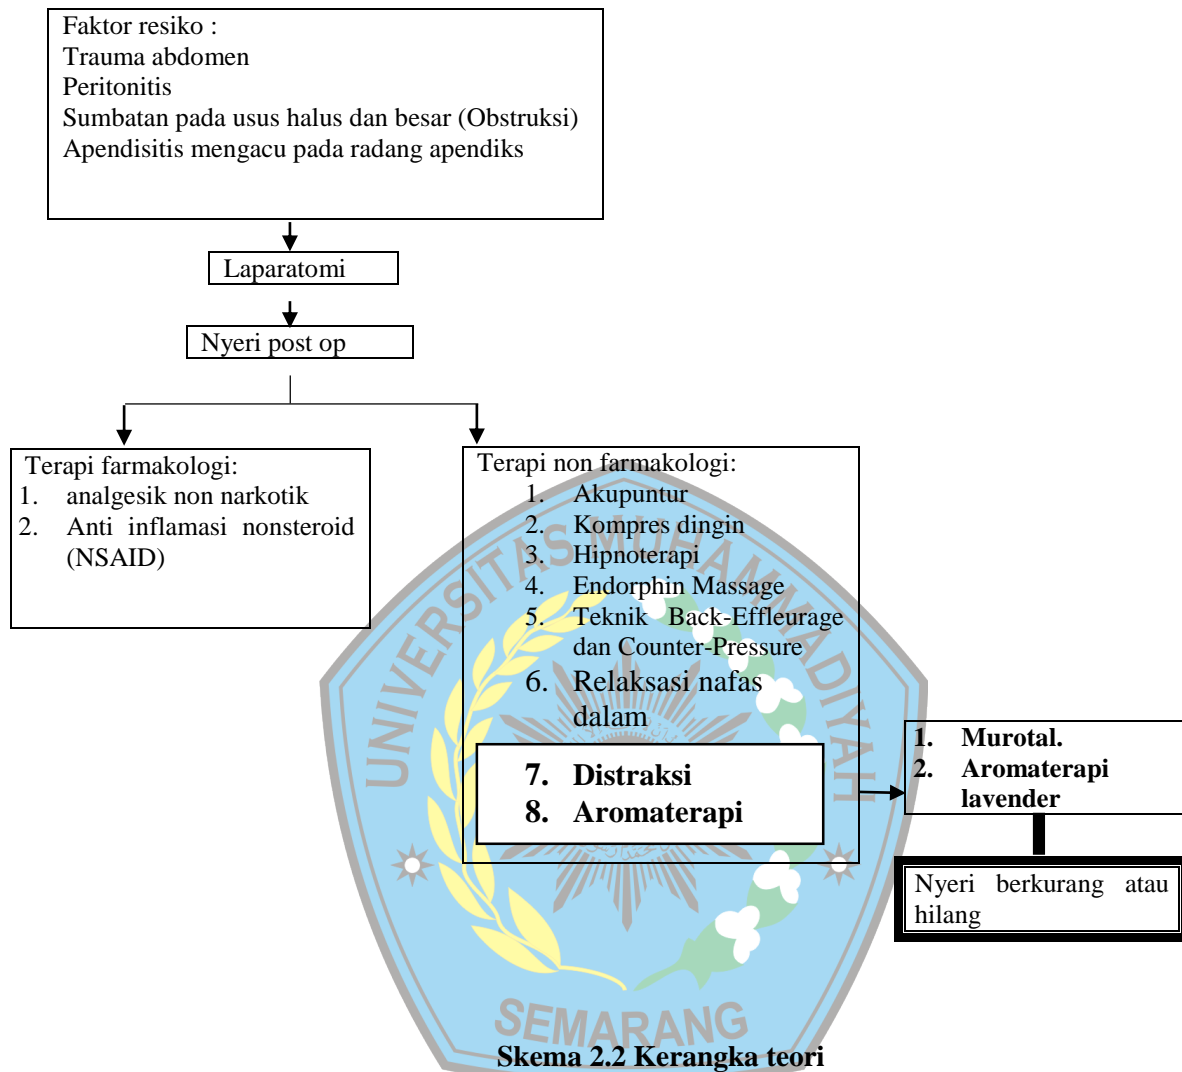 Faktor resiko :
Trauma abdomen
Peritonitis
Sumbatan pada usus halus dan besar (Obstruksi)
Apendisitis mengacu pada radang apendiks
Laparatomi
Nyeri post op
Terapi farmakologi:
1. analgesik non narkotik
2. Anti inflamasi nonsteroid
(NSAID)
Terapi non farmakologi:
1. Akupuntur
2. Kompres dingin
3. Hipnoterapi
4. Endorphin Massage
5. Teknik Back-Effleurage
dan Counter-Pressure
6. Relaksasi nafas
dalam
7. Distraksi
8. Aromaterapi
1. Murotal.
2. Aromaterapi
lavender
Nyeri berkurang atau
hilang
UNIVERSITAS MUHAMMADIYAH
SEMARANG
Skema 2.2 Kerangka teori